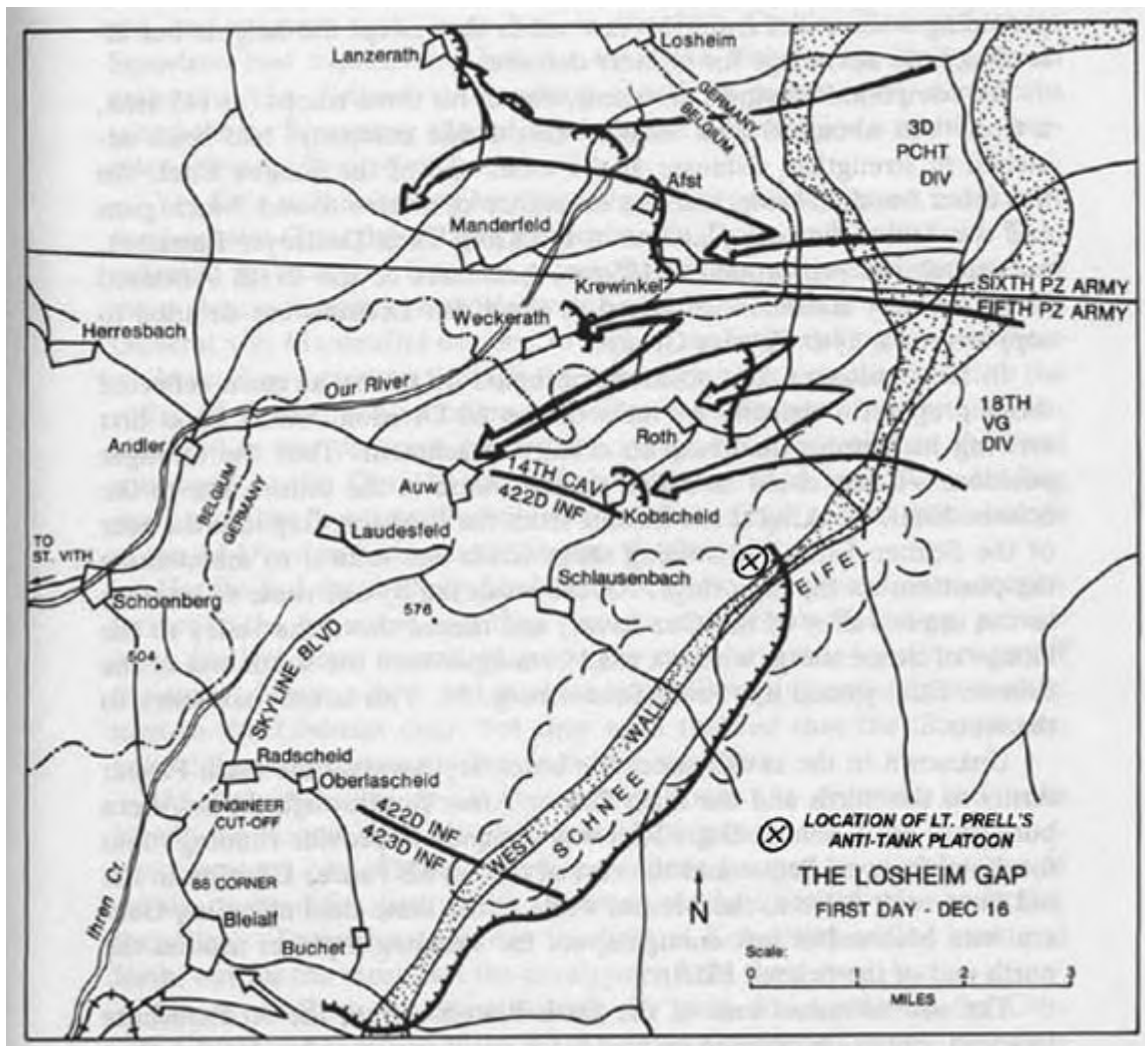 Lanzerath
Losheim
GERMANY
BELGIUM
3D
PCHT
DIV
Afst
Manderfeld
Krewinkel
SIXTH PZ ARMY
FIFTH PZ ARMY
Weckerath
Herresbach
Our River
18TH
VG
DIV
Andler
Roth
BELGIUM
GERMANY
Auw
14TH CAV
422D INF
Kobscheid
Laudesfeld
TO
ST. VITH
Schlausenbach
EIFEL
Schoenberg
576
504
SKYLINE BLVD
WEST WALL
SCHNEE
Radscheid
Oberlascheid
ENGINEER
CUT-OFF
422D INF
423D INF
LOCATION OF LT. PRELL'S
ANTI-TANK PLATOON
THE LOSHEIM GAP
FIRST DAY - DEC 16
N
Ihren Cr.
88 CORNER
Bleialf
Buchet
Scale:
0 1 2 3
MILES